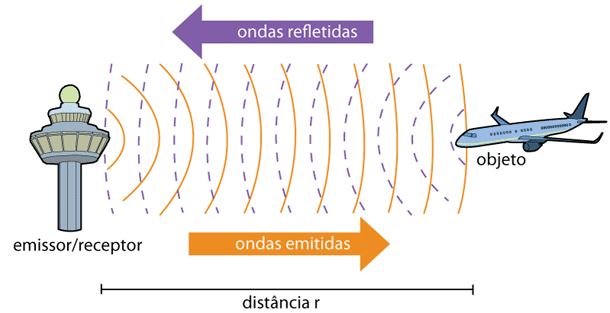 ondas refletidas
objeto
emissor/receptor
ondas emitidas
distância r